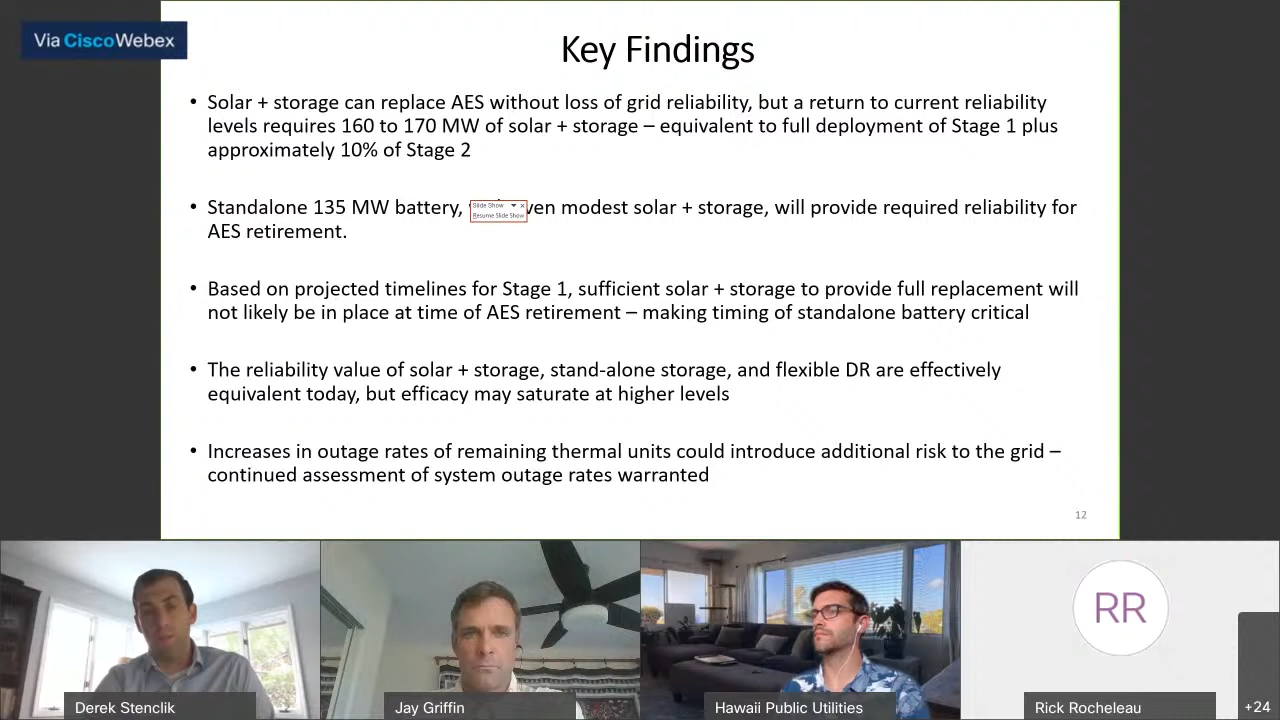 Via CiscoWebex
Key Findings
• Solar + storage can replace AES without loss of grid reliability, but a return to current reliability
levels requires 160 to 170 MW of solar + storage – equivalent to full deployment of Stage 1 plus
approximately 10% of Stage 2
• Standalone 135 MW battery, ven modest solar + storage, will provide required reliability for
Slide Show
Resume Slide Show
AES retirement.
• Based on projected timelines for Stage 1, sufficient solar + storage to provide full replacement will
not likely be in place at time of AES retirement – making timing of standalone battery critical
• The reliability value of solar + storage, stand-alone storage, and flexible DR are effectively
equivalent today, but efficacy may saturate at higher levels
• Increases in outage rates of remaining thermal units could introduce additional risk to the grid –
continued assessment of system outage rates warranted
12
RR
Derek Stenclik
Jay Griffin
Hawaii Public Utilities
Rick Rocheleau
+24